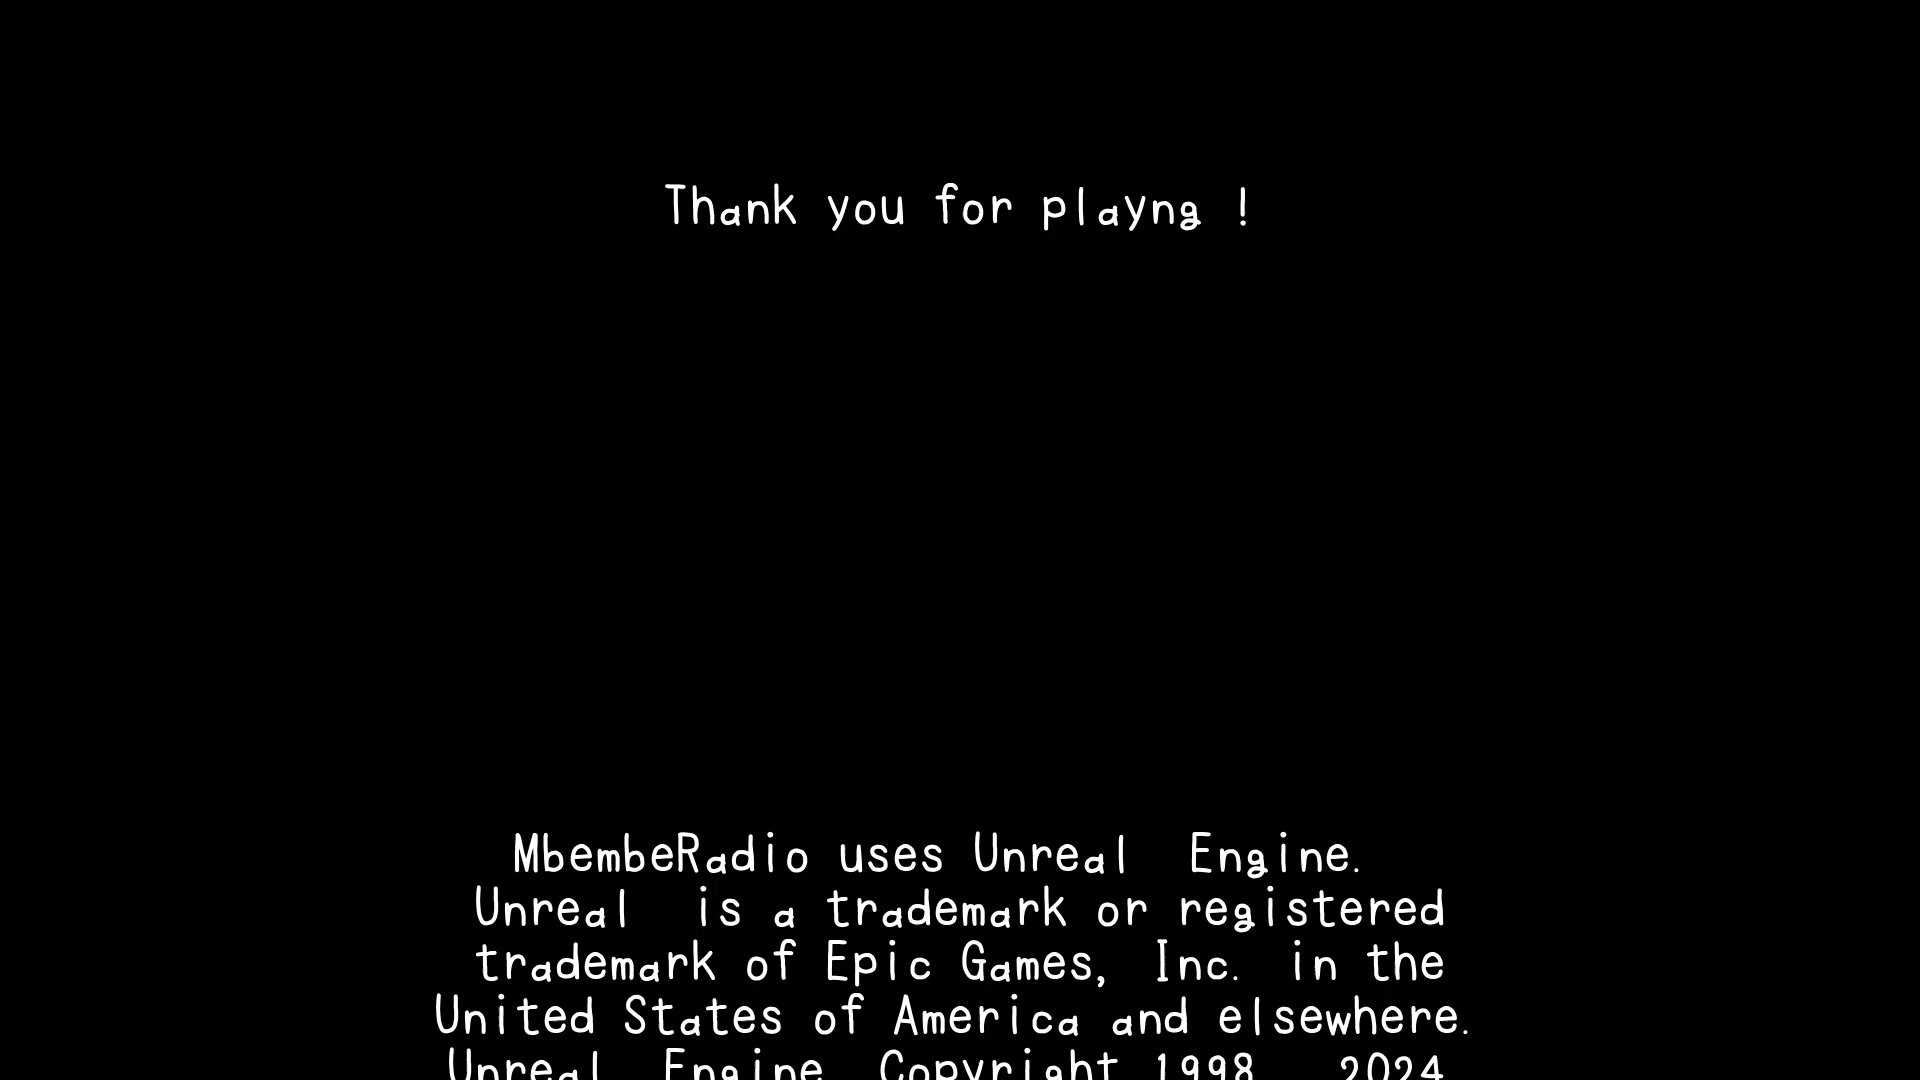 Thank you for playng !
MbembeRadio uses Unreal  Engine.
Unreal  is a trademark or registered
trademark of Epic Games, Inc. in the
United States of America and elsewhere.
Unreal  Engine, Copyright 1998   2024